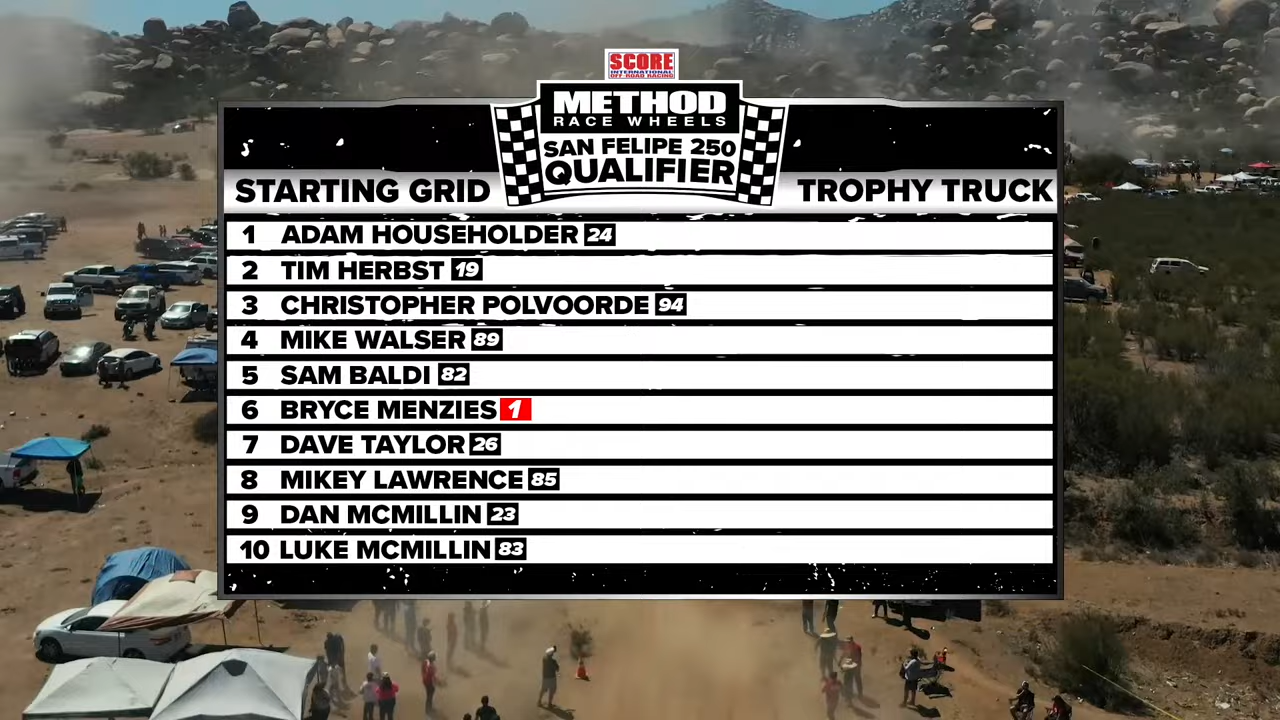 SCORE
INTERNATIONAL
OFF ROAD RACING
METHOD
RACE WHEELS
SAN FELIPE 250
QUALIFIER
STARTING GRID TROPHY TRUCK
1 ADAM HOUSEHOLDER 24
2 TIM HERBST 19
3 CHRISTOPHER POLVOORDE 94
4 MIKE WALSER 89
5 SAM BALDI 82
6 BRYCE MENZIES 1
7 DAVE TAYLOR 26
8 MIKEY LAWRENCE 85
9 DAN MCMILLIN 23
10 LUKE MCMILLIN 83